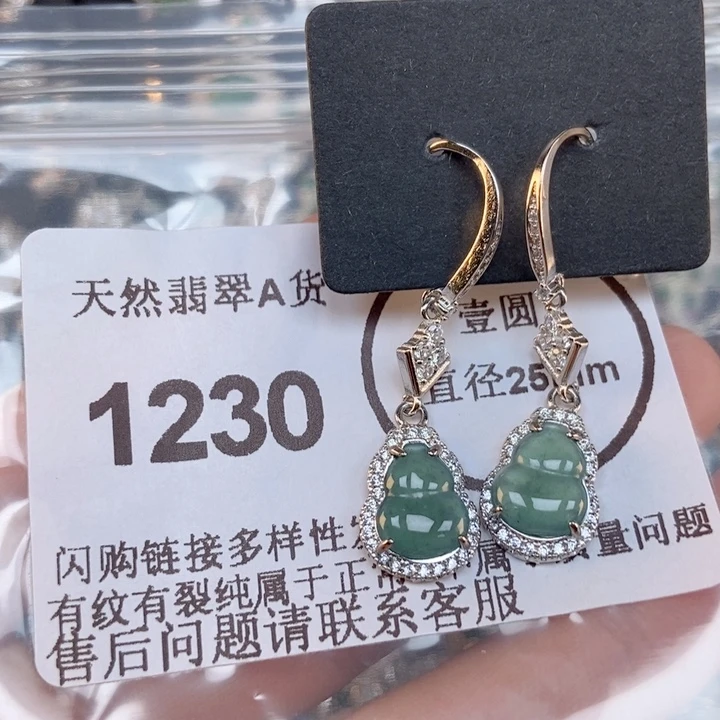 天然翡翠A货
壹圆
1230
直径25mm
闪购链接多样性 属 量问题
有纹有裂纯属于正
售后问题请联系客服